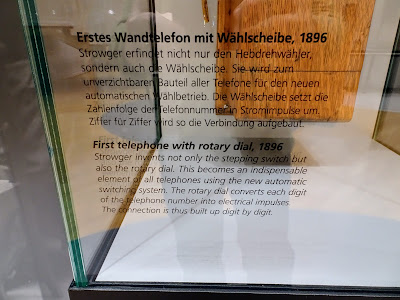 Erstes Wandtelefon mit Wählscheibe, 1896
Strowger erfindet nicht nur den Hebdrehwähler,
sondern auch die Wählscheibe. Sie wird zum
unverzichtbaren Bauteil aller Telefone für den neuen
automatischen Wählbetrieb. Die Wählscheibe setzt die
Zahlenfolge der Telefonnummer in Stromimpulse um.
Ziffer für Ziffer wird so die Verbindung aufgebaut.
First telephone with rotary dial, 1896
Strowger invents not only the stepping switch but
also the rotary dial. This becomes an indispensable
element of all telephones using the new automatic
switching system. The rotary dial converts each digit
of the telephone number into electrical impulses.
The connection is thus built up digit by digit.